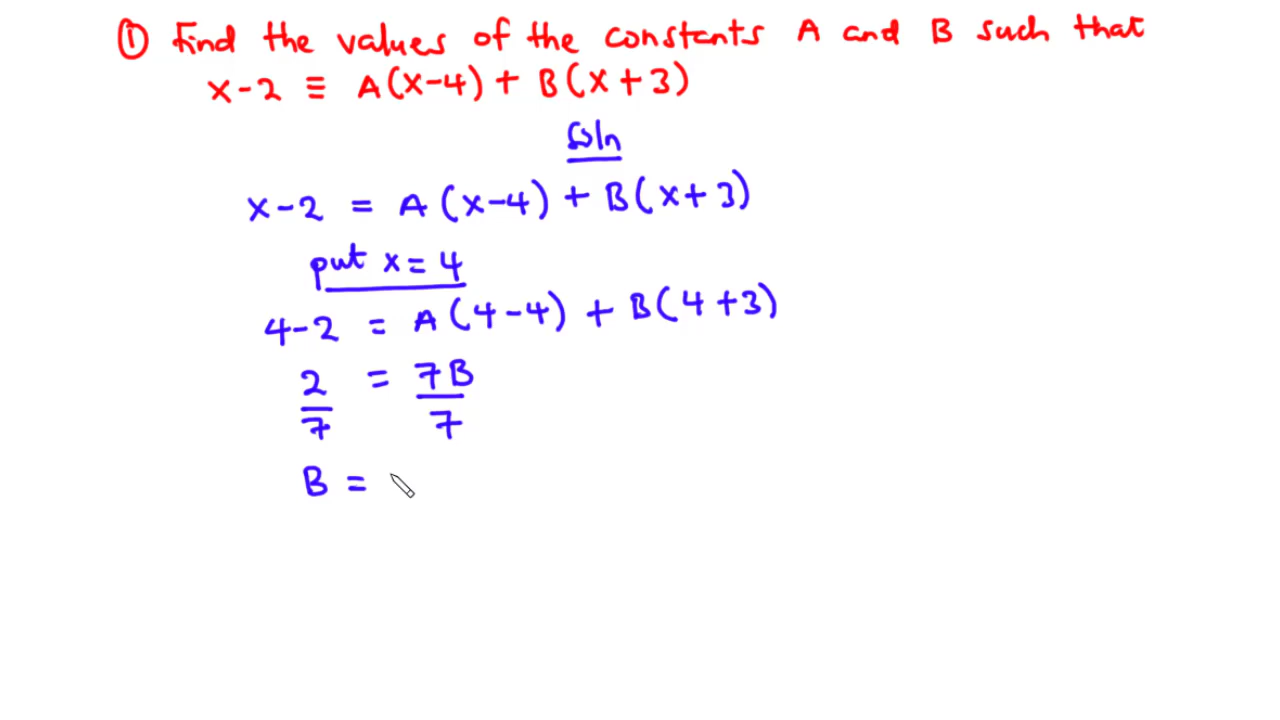 ① Find the values of the constants A and B such that
x-2 ≡ A(x-4) + B(x+3)
Soln
x-2 = A(x-4) + B(x+3)
put x=4
4-2 = A(4-4) + B(4+3)
2/7 = 7B/7
B =